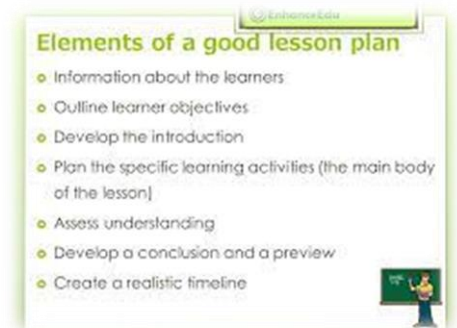 EnhancEdu
Elements of a good lesson plan
Information about the learners
Outline learner objectives
Develop the introduction
Plan the specific learning activities (the main body
of the lesson)
Assess understanding
Develop a conclusion and a preview
Create a realistic timeline